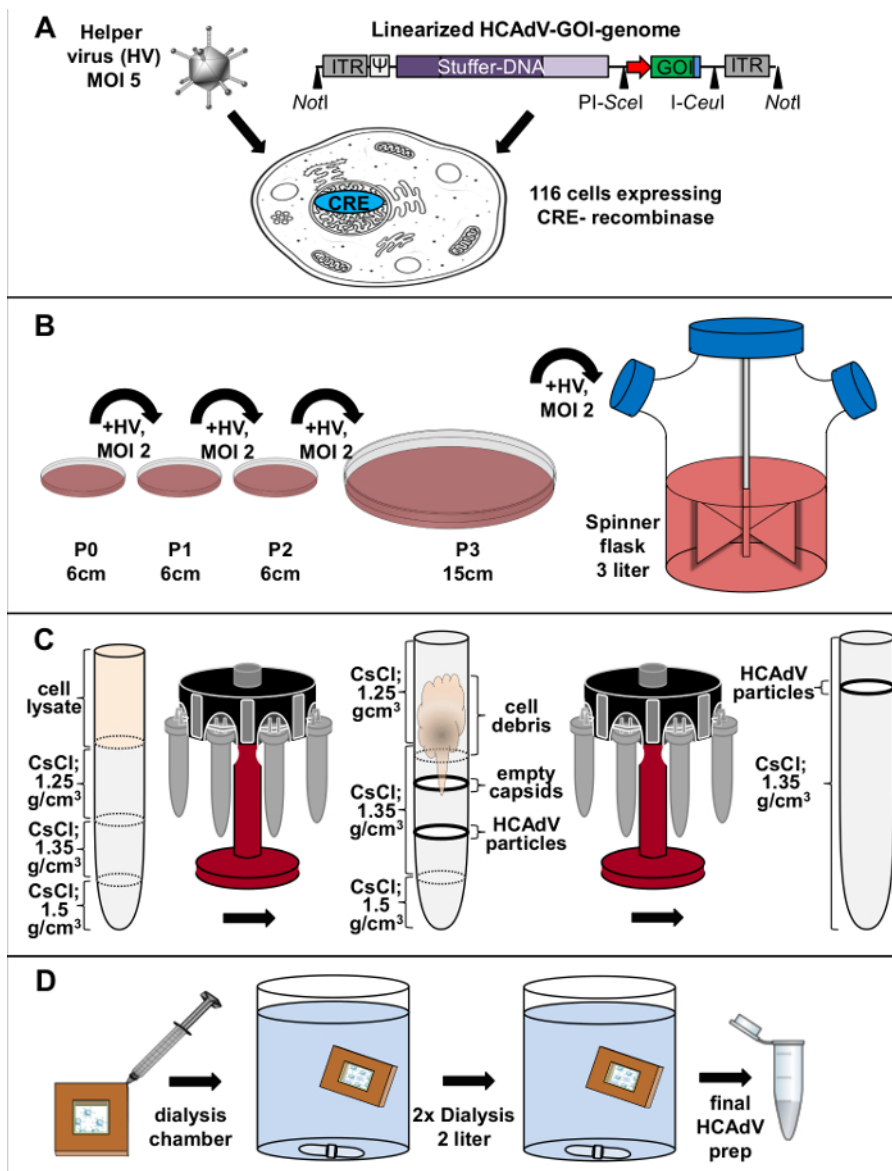 A
Helper
virus (HV)
MOI 5
Linearized HCAdV-GOI-genome
ITR Ψ Stuffer-DNA GOI ITR
NotI PI-SceI I-CeuI NotI
CRE
116 cells expressing
CRE- recombinase
B
+HV,
MOI 2
+HV,
MOI 2
+HV,
MOI 2
+HV,
MOI 2
P0
6cm
P1
6cm
P2
6cm
P3
15cm
Spinner
flask
3 liter
C
cell
lysate
CsCl;
1.25
g/cm³
CsCl;
1.35
g/cm³
CsCl;
1.5
g/cm³
CsCl;
1.25
gcm³
CsCl;
1.35
g/cm³
CsCl;
1.5
g/cm³
cell
debris
empty
capsids
HCAdV
particles
HCAdV
particles
CsCl;
1.35
g/cm³
D
dialysis
chamber
2x Dialysis
2 liter
final
HCAdV
prep